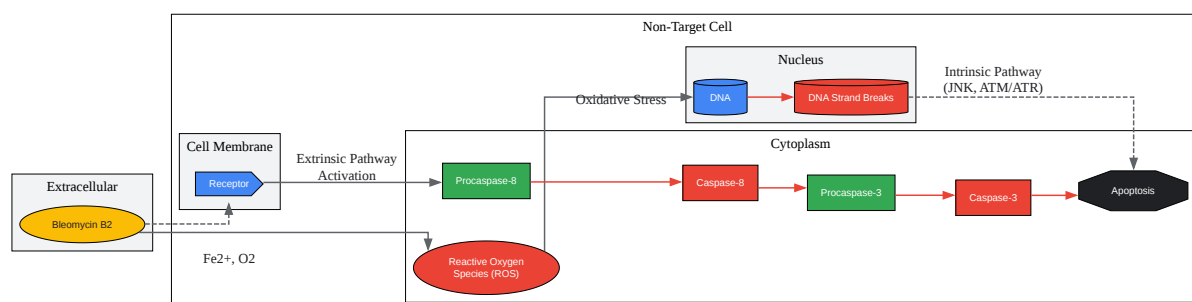 Non-Target Cell
Nucleus
DNA
DNA Strand Breaks
Intrinsic Pathway
(JNK, ATM/ATR)
Oxidative Stress
Cell Membrane
Receptor
Extrinsic Pathway
Activation
Cytoplasm
Procaspase-8
Caspase-8
Procaspase-3
Caspase-3
Apoptosis
Extracellular
Bleomycin B2
Fe2+, O2
Reactive Oxygen
Species (ROS)